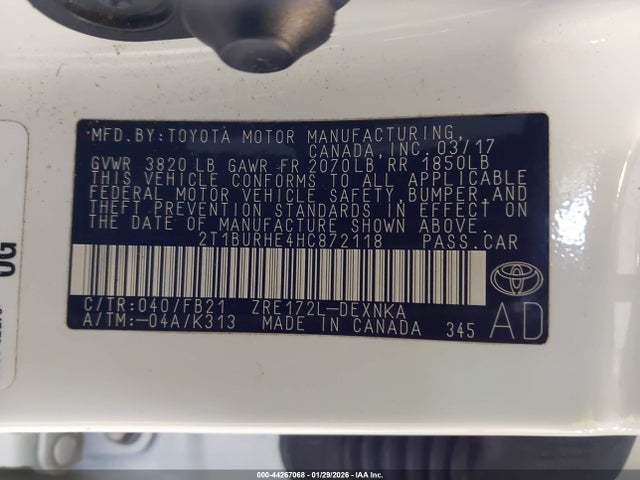 MFD. BY: TOYOTA MOTOR MANUFACTURING,
CANADA, INC. 03/17
GVWR 3820 LB GAWR FR 2070LB RR 1850LB
THIS VEHICLE CONFORMS TO ALL APPLICABLE
FEDERAL MOTOR VEHICLE SAFETY, BUMPER, AND
THEFT PREVENTION STANDARDS IN EFFECT ON
THE DATE OF MANUFACTURE SHOWN ABOVE.
2T1BURHE4HC872118 PASS. CAR
C/TR: 040/FB21 ZRE172L-DEXNKA
A/TM: -04A/K313 MADE IN CANADA 345
AD
OG
000-44267068 - 01/29/2026 - IAA Inc.